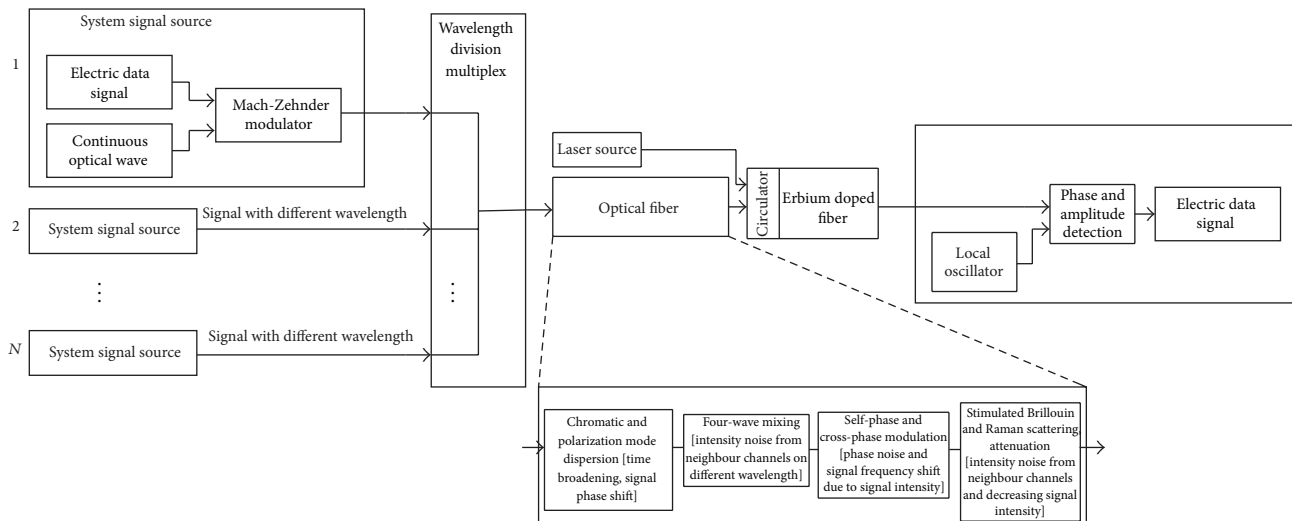 System signal source
1
Electric data
signal
Continuous
optical wave
Mach-Zehnder
modulator
Wavelength
division
multiplex
2
System signal source
Signal with different wavelength
⋮
⋮
N
System signal source
Signal with different wavelength
Laser source
Optical fiber
Circulator
Erbium doped
fiber
Local
oscillator
Phase and
amplitude
detection
Electric data
signal
Chromatic and
polarization mode
dispersion [time
broadening, signal
phase shift]
Four-wave mixing
[intensity noise from
neighbour channels on
different wavelength]
Self-phase and
cross-phase modulation
[phase noise and
signal frequency shift
due to signal intensity]
Stimulated Brillouin
and Raman scattering,
attenuation
[intensity noise from
neighbour channels
and decreasing signal
intensity]